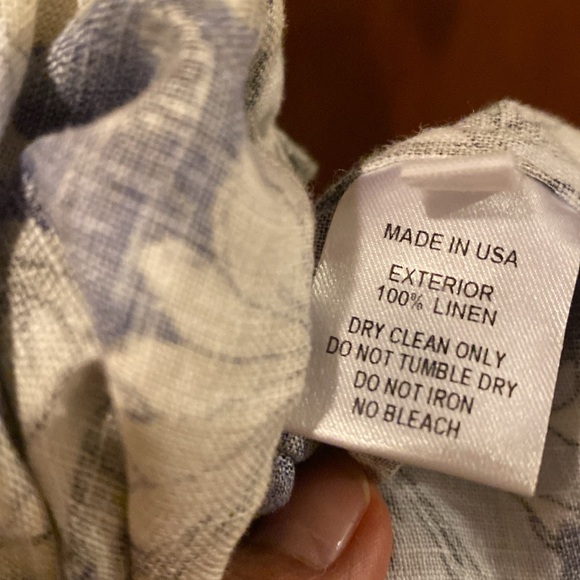 MADE IN USA
EXTERIOR
100% LINEN
DRY CLEAN ONLY
DO NOT TUMBLE DRY
DO NOT IRON
NO BLEACH